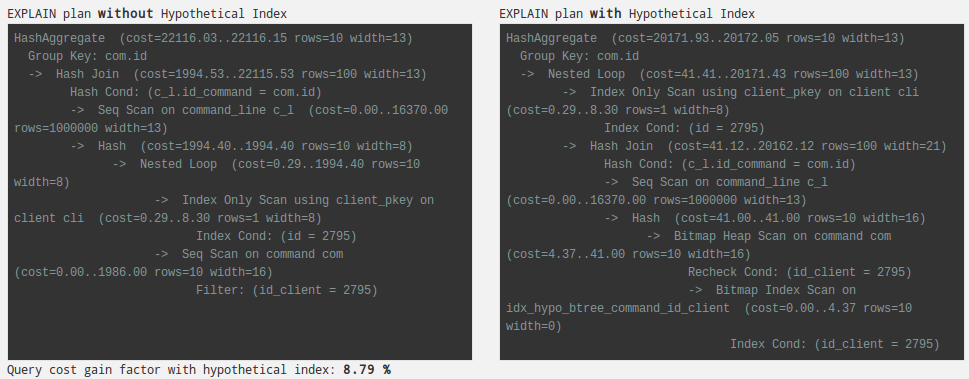 EXPLAIN plan without Hypothetical Index
HashAggregate  (cost=22116.03..22116.15 rows=10 width=13)
  Group Key: com.id
  ->  Hash Join  (cost=1994.53..22115.53 rows=100 width=13)
        Hash Cond: (c_l.id_command = com.id)
        ->  Seq Scan on command_line c_l  (cost=0.00..16370.00
rows=1000000 width=13)
        ->  Hash  (cost=1994.40..1994.40 rows=10 width=8)
              ->  Nested Loop  (cost=0.29..1994.40 rows=10
width=8)
                    ->  Index Only Scan using client_pkey on
client cli  (cost=0.29..8.30 rows=1 width=8)
                          Index Cond: (id = 2795)
                    ->  Seq Scan on command com
(cost=0.00..1986.00 rows=10 width=16)
                          Filter: (id_client = 2795)
EXPLAIN plan with Hypothetical Index
HashAggregate  (cost=20171.93..20172.05 rows=10 width=13)
  Group Key: com.id
  ->  Nested Loop  (cost=41.41..20171.43 rows=100 width=13)
        ->  Index Only Scan using client_pkey on client cli
(cost=0.29..8.30 rows=1 width=8)
              Index Cond: (id = 2795)
        ->  Hash Join  (cost=41.12..20162.12 rows=100 width=21)
              Hash Cond: (c_l.id_command = com.id)
              ->  Seq Scan on command_line c_l
(cost=0.00..16370.00 rows=1000000 width=13)
              ->  Hash  (cost=41.00..41.00 rows=10 width=16)
                    ->  Bitmap Heap Scan on command com
(cost=4.37..41.00 rows=10 width=16)
                          Recheck Cond: (id_client = 2795)
                          ->  Bitmap Index Scan on
idx_hypo_btree_command_id_client  (cost=0.00..4.37 rows=10
width=0)
                                Index Cond: (id_client = 2795)
Query cost gain factor with hypothetical index: 8.79 %